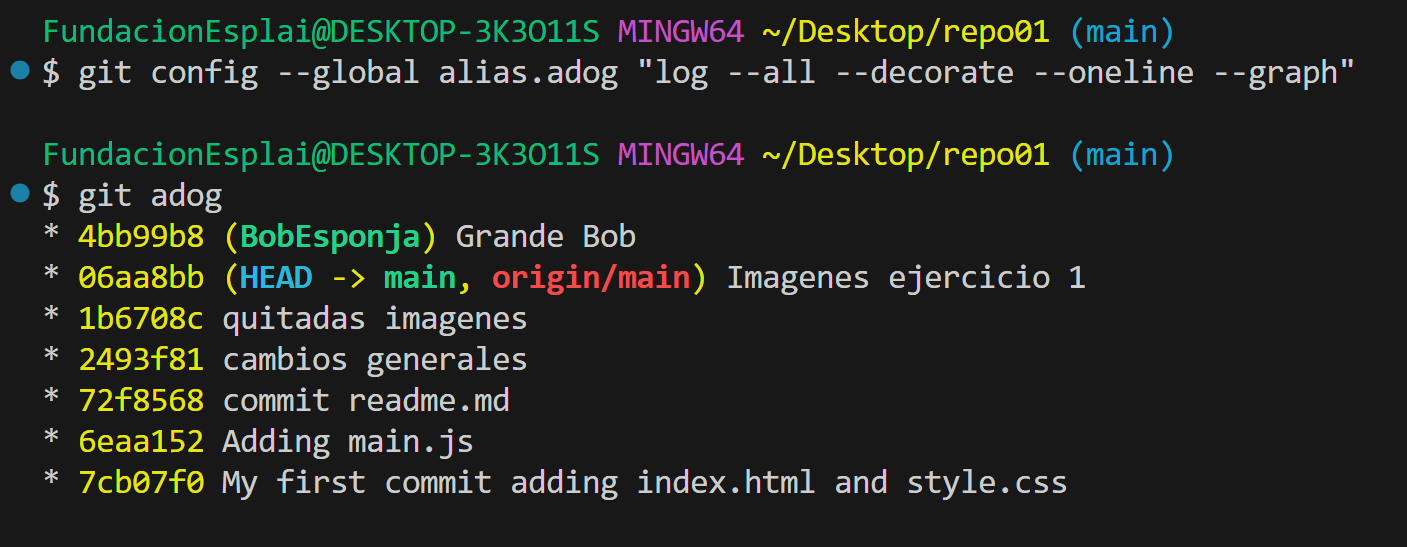 FundacionEsplai@DESKTOP-3K3O11S MINGW64 ~/Desktop/repo01 (main)
$ git config --global alias.adog "log --all --decorate --oneline --graph"
FundacionEsplai@DESKTOP-3K3O11S MINGW64 ~/Desktop/repo01 (main)
$ git adog
* 4bb99b8 (BobEsponja) Grande Bob
* 06aa8bb (HEAD -> main, origin/main) Imagenes ejercicio 1
* 1b6708c quitadas imagenes
* 2493f81 cambios generales
* 72f8568 commit readme.md
* 6eaa152 Adding main.js
* 7cb07f0 My first commit adding index.html and style.css